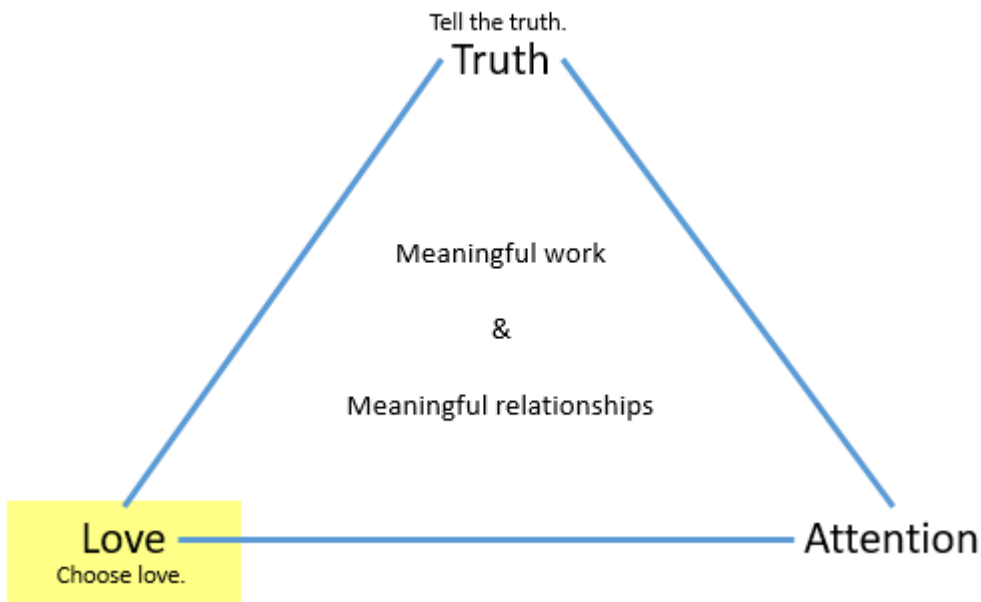 Tell the truth.
Truth
Meaningful work
&
Meaningful relationships
Love
Choose love.
Attention